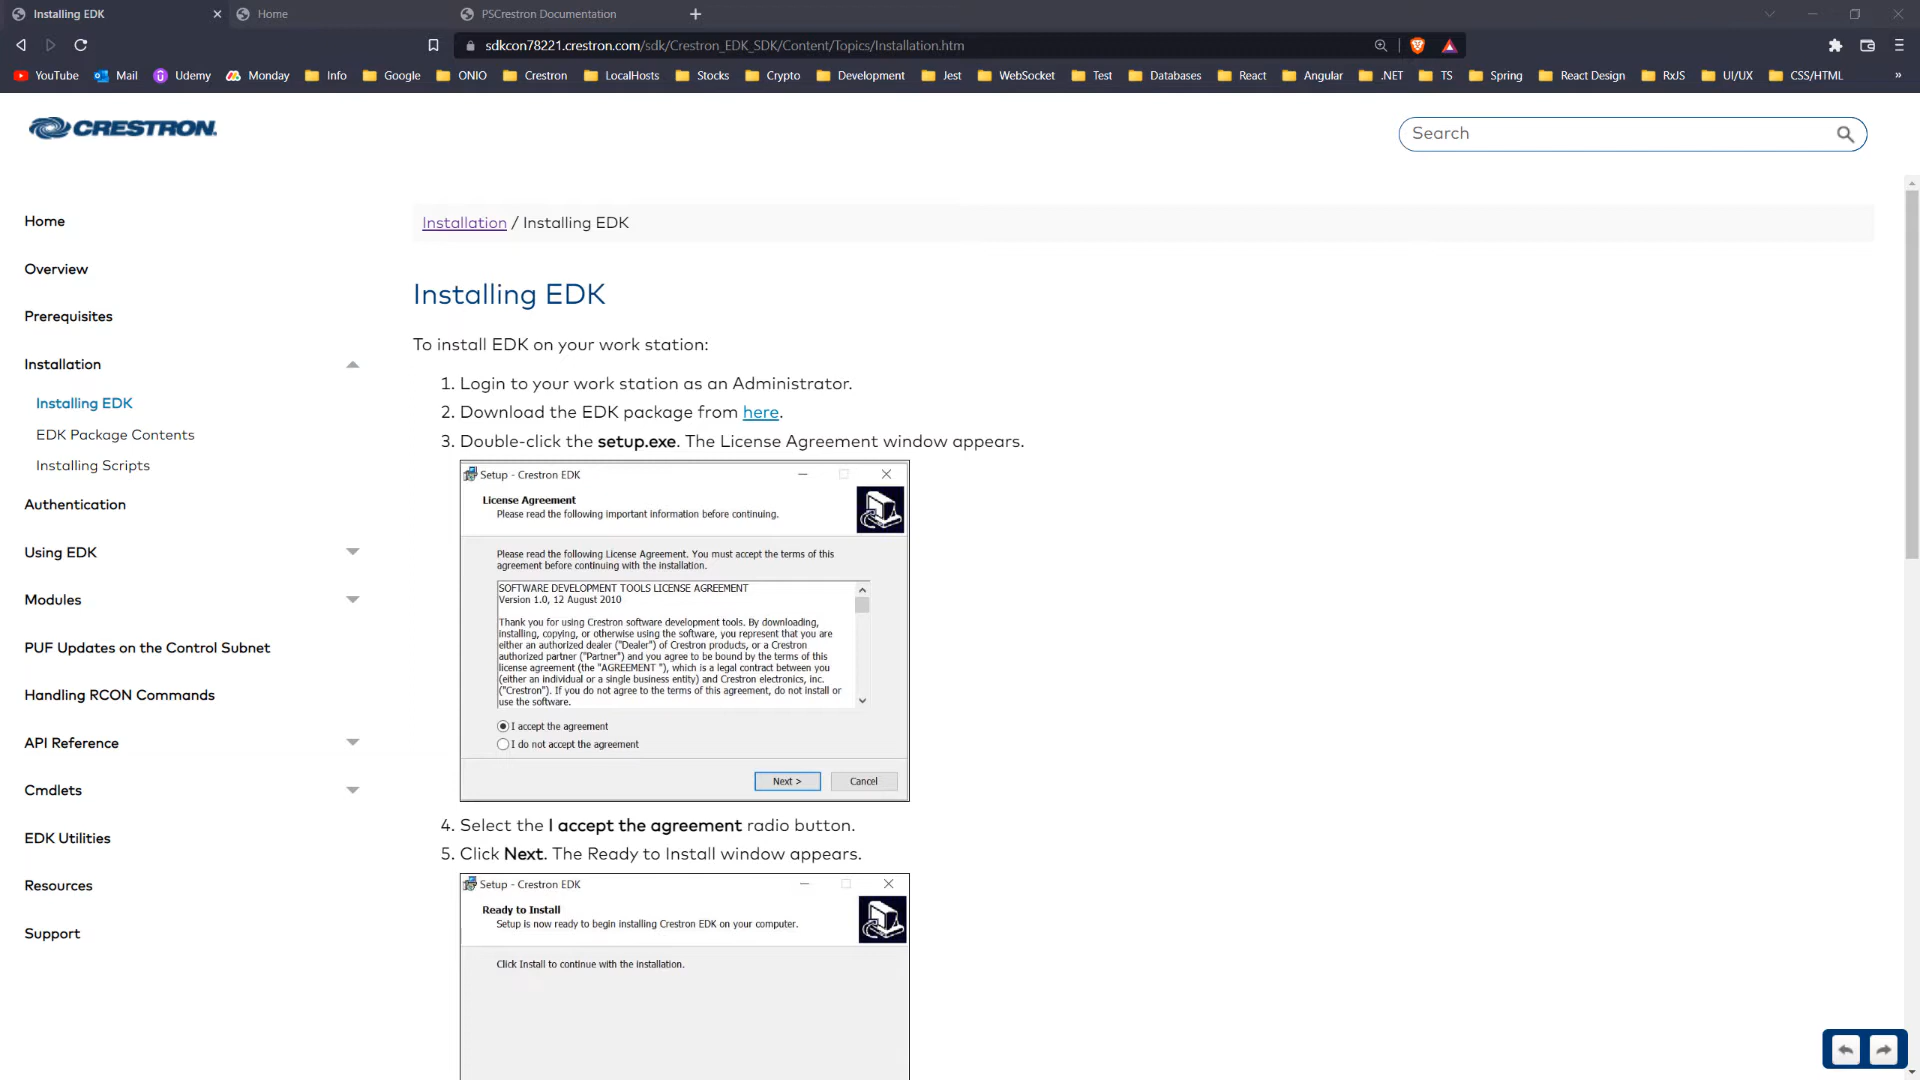 Installing EDK
Home
PSCrestron Documentation
sdkcon78221.crestron.com/sdk/Crestron_EDK_SDK/Content/Topics/Installation.htm
YouTube Mail Udemy Monday Info Google ONIO Crestron LocalHosts Stocks Crypto Development Jest WebSocket Test Databases React Angular .NET TS Spring React Design RxJS UI/UX CSS/HTML »
CRESTRON.
Search
Home
Overview
Prerequisites
Installation
Installing EDK
EDK Package Contents
Installing Scripts
Authentication
Using EDK
Modules
PUF Updates on the Control Subnet
Handling RCON Commands
API Reference
Cmdlets
EDK Utilities
Resources
Support
Installation / Installing EDK
Installing EDK
To install EDK on your work station:
1. Login to your work station as an Administrator.
2. Download the EDK package from here.
3. Double-click the setup.exe. The License Agreement window appears.
Setup - Crestron EDK
License Agreement
Please read the following important information before continuing.
Please read the following License Agreement. You must accept the terms of this
agreement before continuing with the installation.
SOFTWARE DEVELOPMENT TOOLS LICENSE AGREEMENT
Version 1.0, 12 August 2010
Thank you for using Crestron software development tools. By downloading,
installing, copying, or otherwise using the software, you represent that you are
either an authorized dealer ("Dealer") of Crestron products, or a Crestron
authorized partner ("Partner") and you agree to be bound by the terms of this
license agreement (the "AGREEMENT "), which is a legal contract between you
(either an individual or a single business entity) and Crestron electronics, inc.
("Crestron"). If you do not agree to the terms of this agreement, do not install or
use the software.
I accept the agreement
I do not accept the agreement
Next >
Cancel
4. Select the I accept the agreement radio button.
5. Click Next. The Ready to Install window appears.
Setup - Crestron EDK
Ready to Install
Setup is now ready to begin installing Crestron EDK on your computer.
Click Install to continue with the installation.